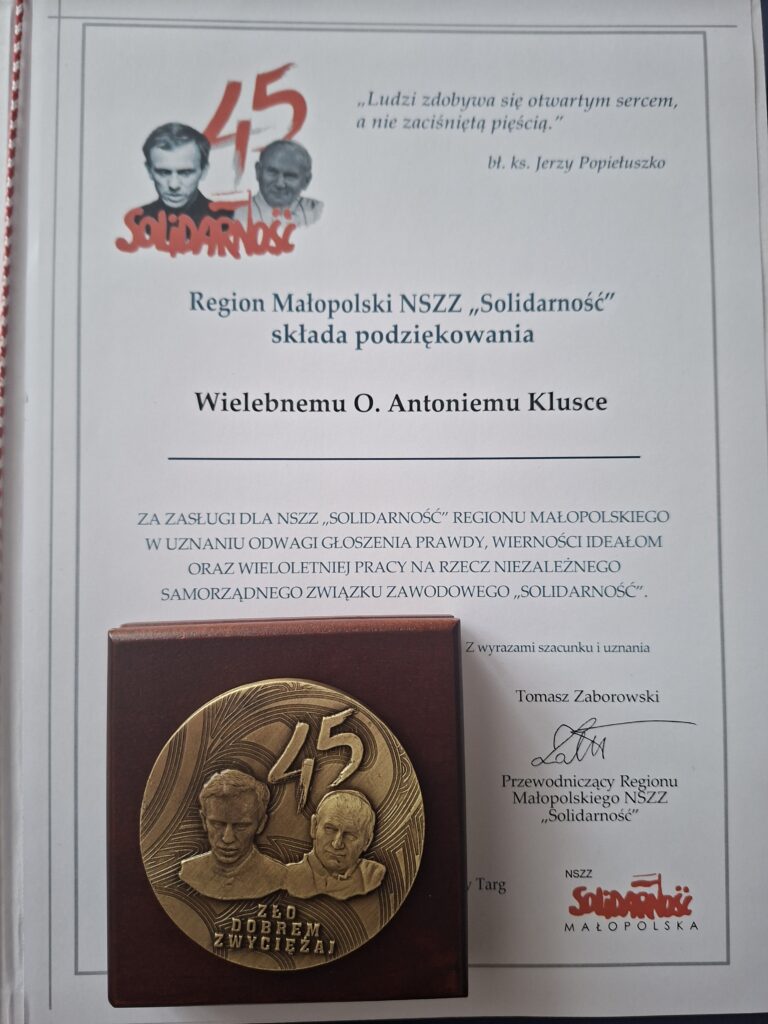 45
SOLIDARNOŚĆ
„Ludzi zdobywa się otwartym sercem,
a nie zaciśniętą pięścią.”
bł. ks. Jerzy Popiełuszko
Region Małopolski NSZZ „Solidarność”
składa podziękowania
Wielebnemu O. Antoniemu Klusce
ZA ZASŁUGI DLA NSZZ „SOLIDARNOŚĆ” REGIONU MAŁOPOLSKIEGO
W UZNANIU ODWAGI GŁOSZENIA PRAWDY, WIERNOŚCI IDEAŁOM
ORAZ WIELOLETNIEJ PRACY NA RZECZ NIEZALEŻNEGO
SAMORZĄDNEGO ZWIĄZKU ZAWODOWEGO „SOLIDARNOŚĆ”.
Z wyrazami szacunku i uznania
Tomasz Zaborowski
Przewodniczący Regionu
Małopolskiego NSZZ
„Solidarność”
45
ZŁO
DOBREM
ZWYCIĘŻAJ
Targ
NSZZ
SOLIDARNOŚĆ
MAŁOPOLSKA